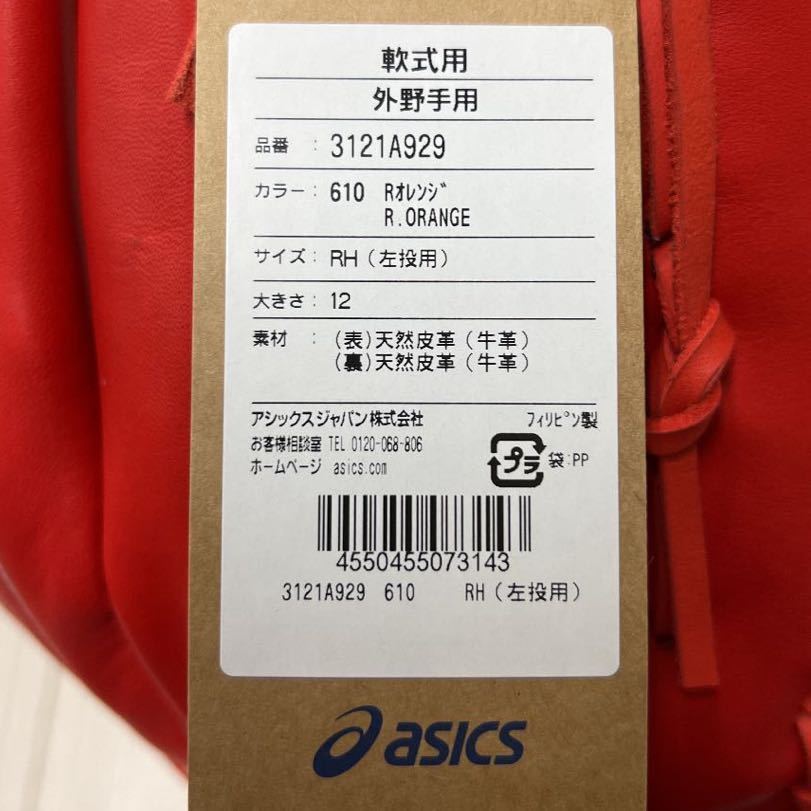 軟式用
外野手用
品番 : 3121A929
カラー : 610 Rオレンジ
R.ORANGE
サイズ : RH (左投用)
大きさ : 12
素材 : (表)天然皮革(牛革)
(裏)天然皮革(牛革)
アシックスジャパン株式会社 フィリピン製
お客様相談室 TEL 0120-068-806
ホームページ asics.com
プラ 袋:PP
4550455073143
3121A929 610 RH(左投用)
asics